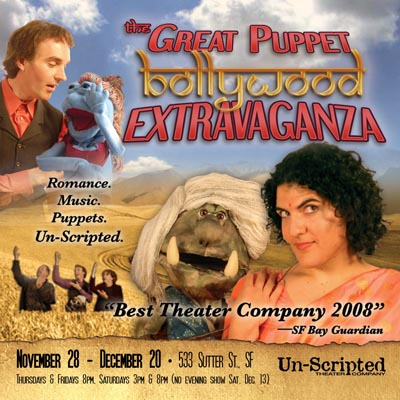 the GREAT PUPPET
bollywood
EXTRAVAGANZA
Romance.
Music.
Puppets.
Un-Scripted.
“Best Theater Company 2008”
—SF Bay Guardian
NOVEMBER 28 – DECEMBER 20 • 533 SUTTER ST., SF
THURSDAYS & FRIDAYS 8PM, SATURDAYS 3PM & 8PM (NO EVENING SHOW SAT. DEC. 13)
Un-Scripted
THEATER COMPANY